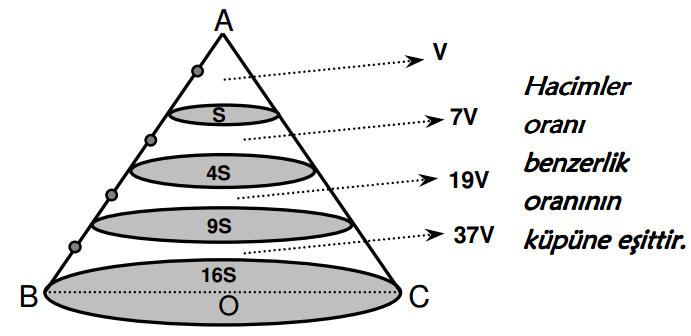 A
V
S
7V
4S
19V
9S
37V
16S
B
O
C
Hacimler
oranı
benzerlik
oranının
küpüne eşittir.